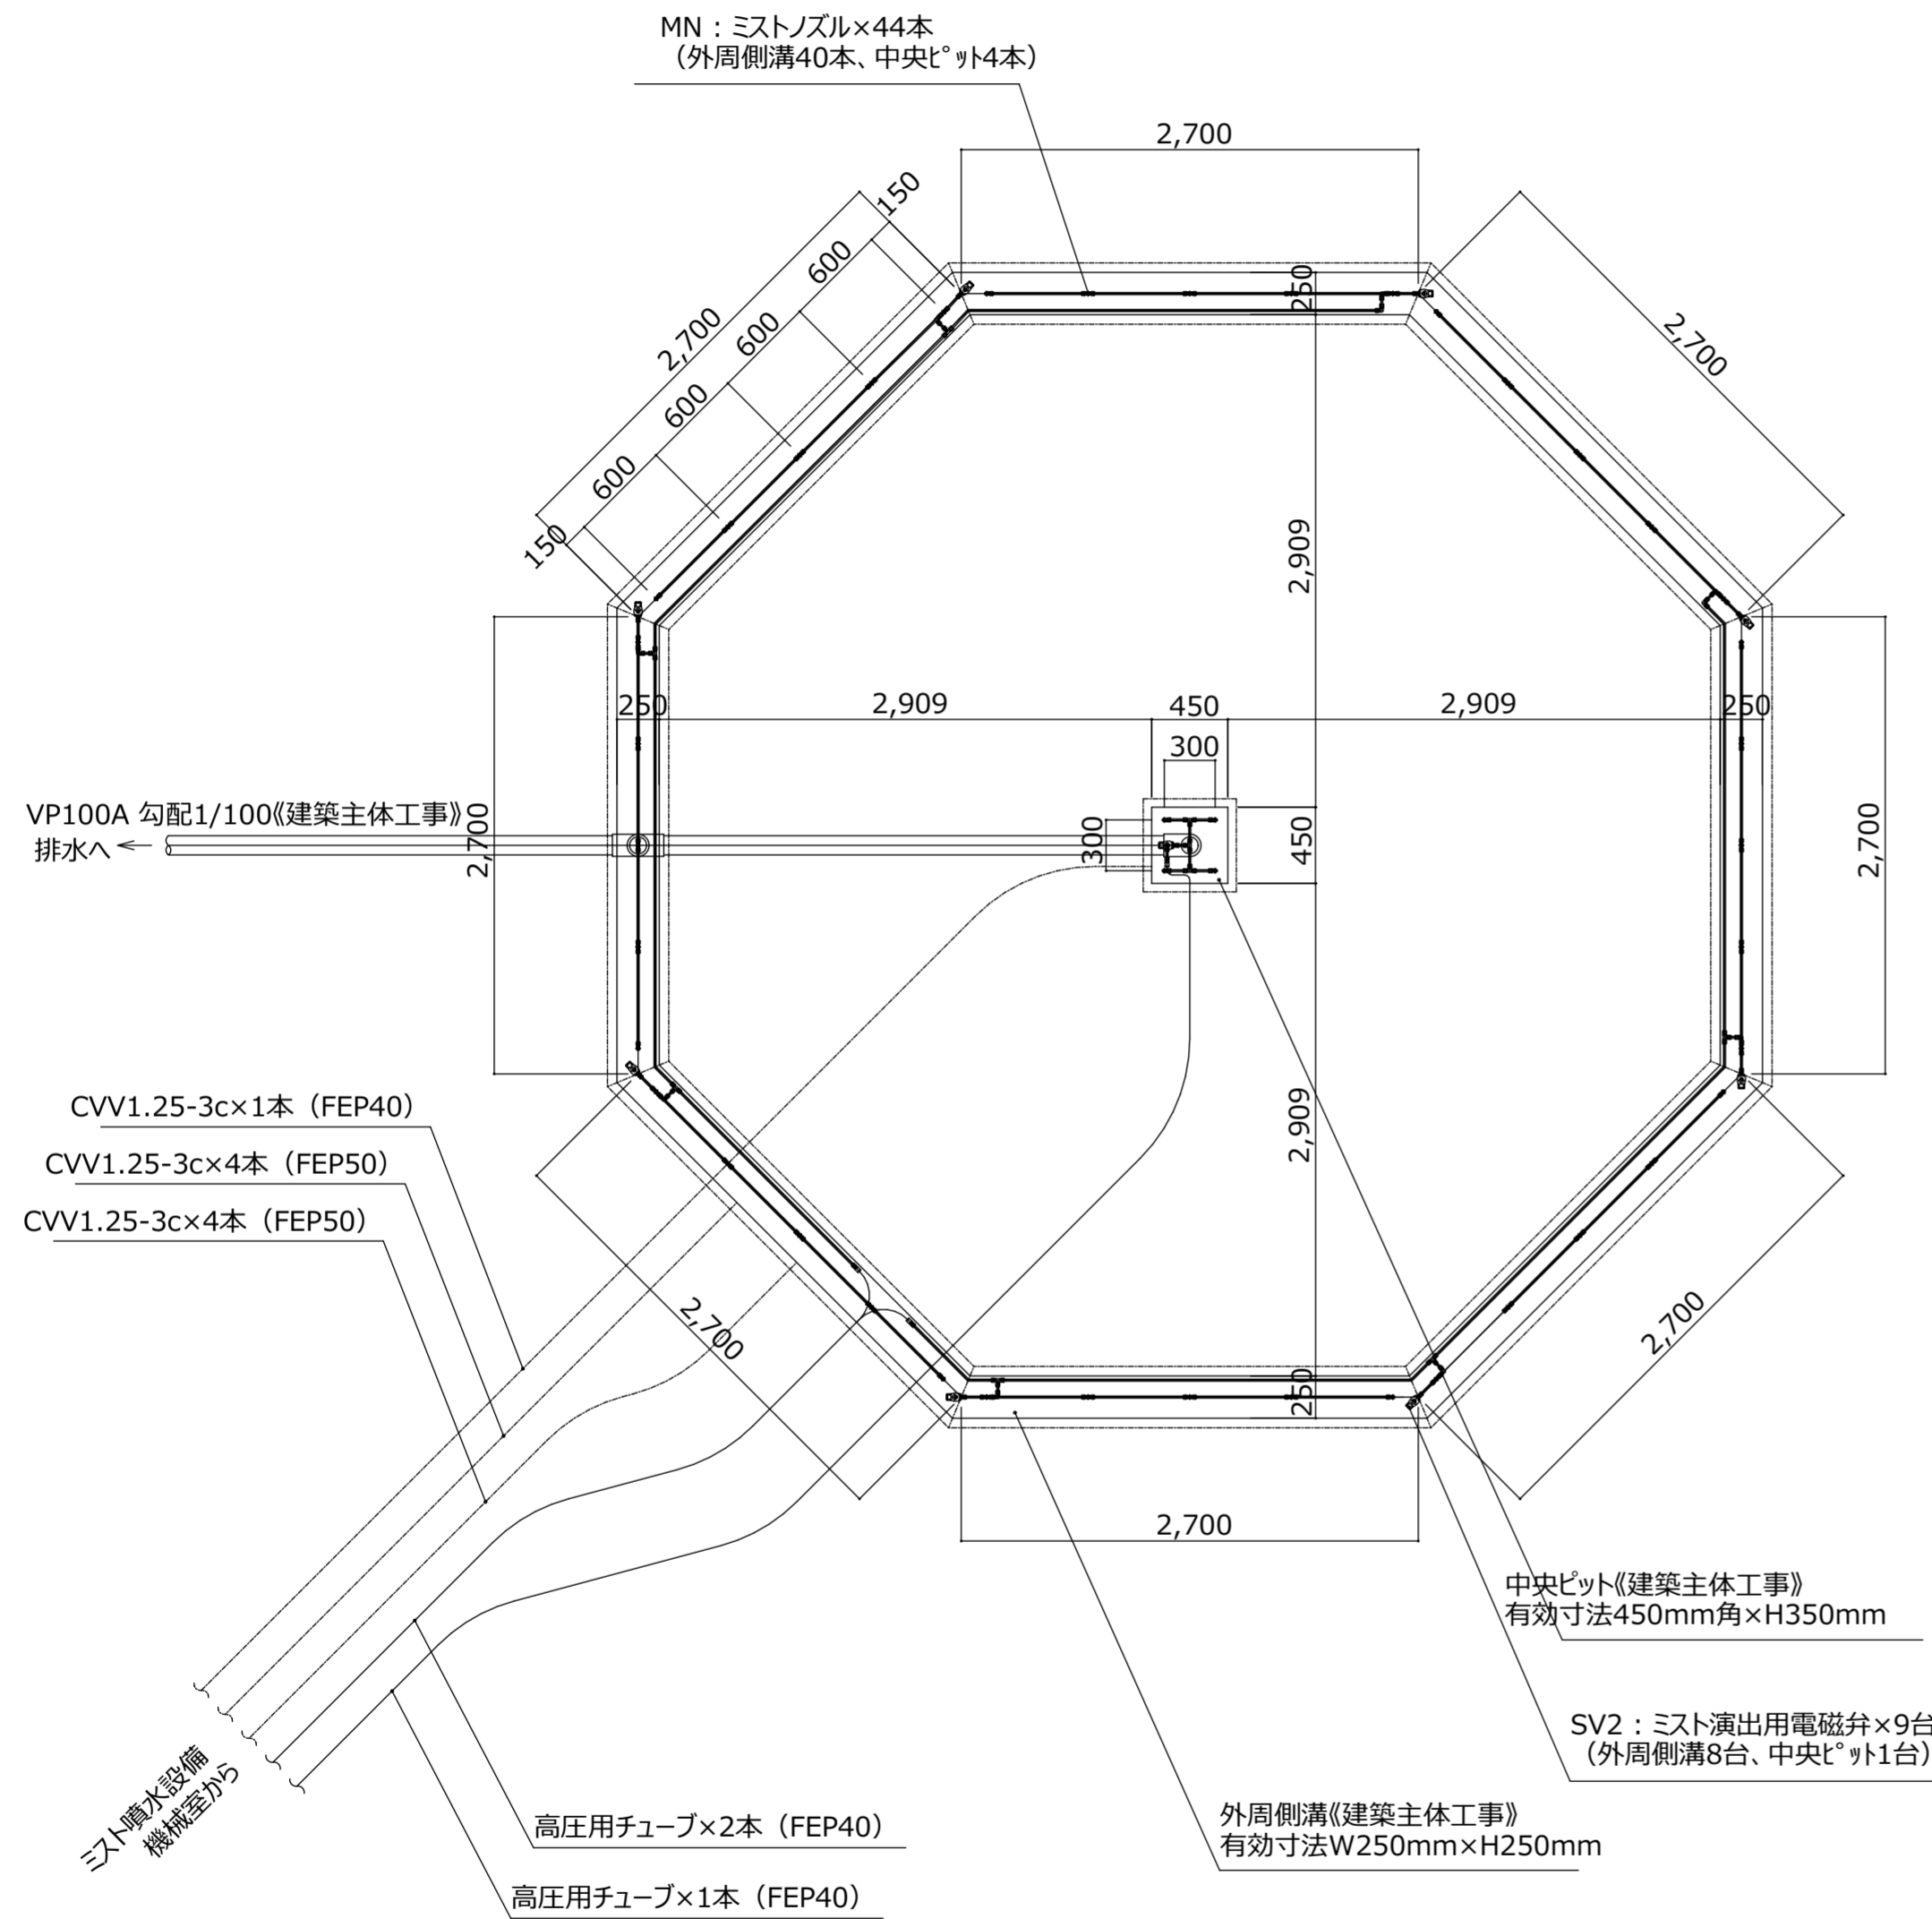 MN：ミストノズル×44本
（外周側溝40本、中央ﾋﾟｯﾄ4本）
2,700
150
600
600
600
600
150
2,700
250
2,700
2,909
250
2,909
450
2,909
250
300
VP100A 勾配1/100《建築主体工事》
排水へ
2,700
300
450
2,700
CVV1.25-3c×1本（FEP40）
CVV1.25-3c×4本（FEP50）
CVV1.25-3c×4本（FEP50）
2,909
2,700
2,700
250
2,700
中央ピット《建築主体工事》
有効寸法450mm角×H350mm
SV2：ミスト演出用電磁弁×9台
（外周側溝8台、中央ﾋﾟｯﾄ1台）
外周側溝《建築主体工事》
有効寸法W250mm×H250mm
ミスト噴水設備
機械室から
高圧用チューブ×2本（FEP40）
高圧用チューブ×1本（FEP40）